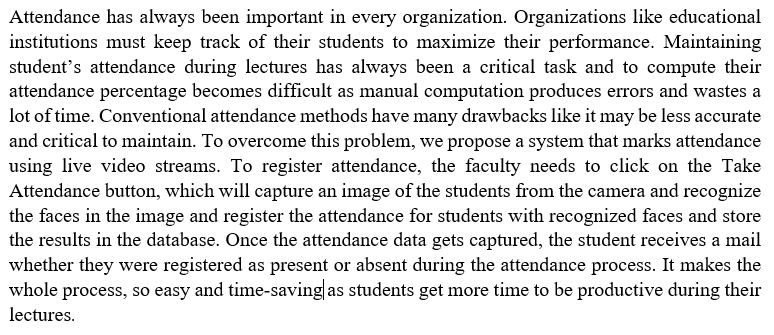 Attendance has always been important in every organization. Organizations like educational
institutions must keep track of their students to maximize their performance. Maintaining
student’s attendance during lectures has always been a critical task and to compute their
attendance percentage becomes difficult as manual computation produces errors and wastes a
lot of time. Conventional attendance methods have many drawbacks like it may be less accurate
and critical to maintain. To overcome this problem, we propose a system that marks attendance
using live video streams. To register attendance, the faculty needs to click on the Take
Attendance button, which will capture an image of the students from the camera and recognize
the faces in the image and register the attendance for students with recognized faces and store
the results in the database. Once the attendance data gets captured, the student receives a mail
whether they were registered as present or absent during the attendance process. It makes the
whole process, so easy and time-saving as students get more time to be productive during their
lectures.